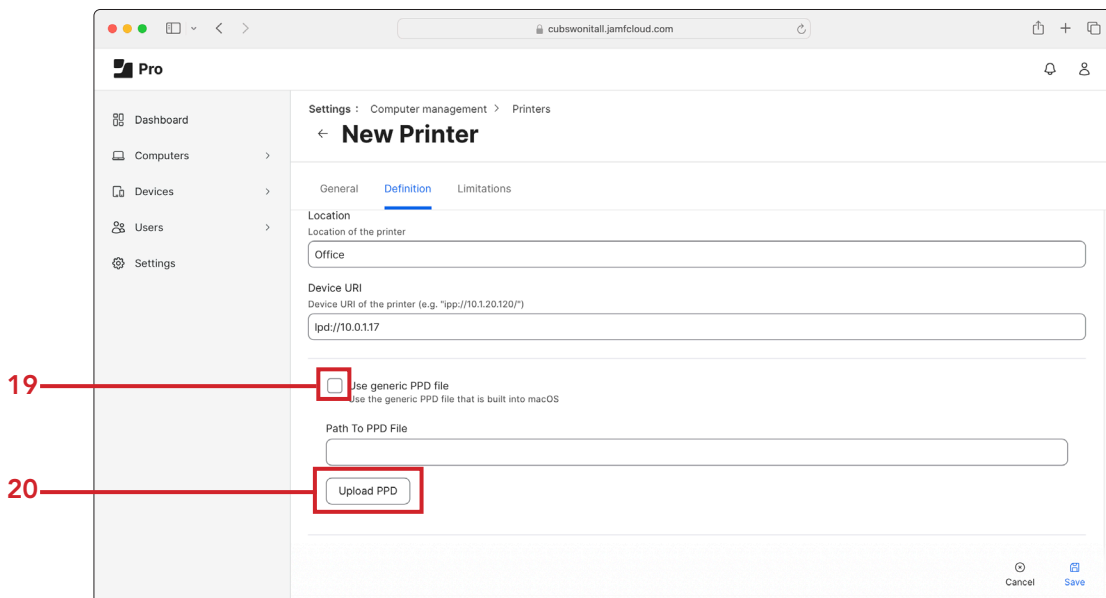 cubswonitall.jamfcloud.com
Pro
Dashboard
Computers
Devices
Users
Settings
Settings : Computer management > Printers
← New Printer
General Definition Limitations
Location
Location of the printer
Office
Device URI
Device URI of the printer (e.g. "ipp://10.1.20.120/")
lpd://10.0.1.17
19
Use generic PPD file
Use the generic PPD file that is built into macOS
Path To PPD File
20
Upload PPD
Cancel Save